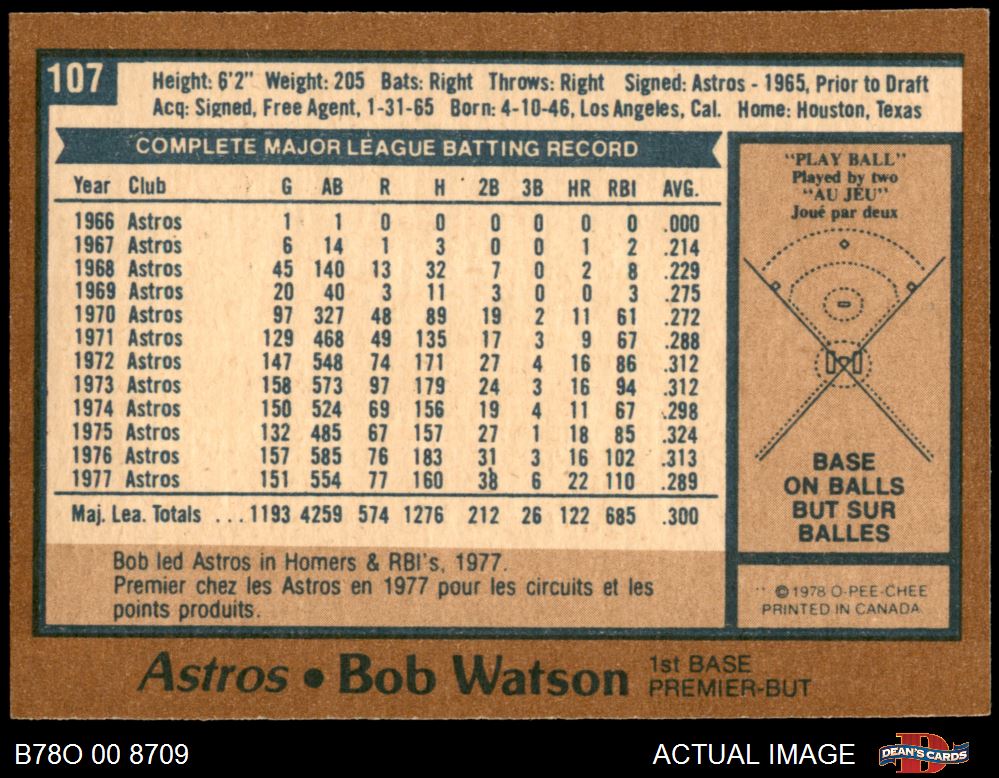 107
Height: 6'2" Weight: 205 Bats: Right Throws: Right Signed: Astros - 1965, Prior to Draft
Acq: Signed, Free Agent, 1-31-65 Born: 4-10-46, Los Angeles, Cal. Home: Houston, Texas
COMPLETE MAJOR LEAGUE BATTING RECORD
Year Club G AB R H 2B 3B HR RBI AVG.
1966 Astros 1 1 0 0 0 0 0 0 .000
1967 Astros 6 14 1 3 0 0 1 2 .214
1968 Astros 45 140 13 32 7 0 2 8 .229
1969 Astros 20 40 3 11 3 0 0 3 .275
1970 Astros 97 327 48 89 19 2 11 61 .272
1971 Astros 129 468 49 135 17 3 9 67 .288
1972 Astros 147 548 74 171 27 4 16 86 .312
1973 Astros 158 573 97 179 24 3 16 94 .312
1974 Astros 150 524 69 156 19 4 11 67 .298
1975 Astros 132 485 67 157 27 1 18 85 .324
1976 Astros 157 585 76 183 31 3 16 102 .313
1977 Astros 151 554 77 160 38 6 22 110 .289
Maj. Lea. Totals ...1193 4259 574 1276 212 26 122 685 .300
Bob led Astros in Homers & RBI's, 1977.
Premier chez les Astros en 1977 pour les circuits et les
points produits.
"PLAY BALL"
Played by two
"AU JEU"
Joué par deux
BASE
ON BALLS
BUT SUR
BALLES
©1978 O-PEE-CHEE
PRINTED IN CANADA
Astros • Bob Watson
1st BASE
PREMIER-BUT
B78O 00 8709
ACTUAL IMAGE
DEAN'S CARDS